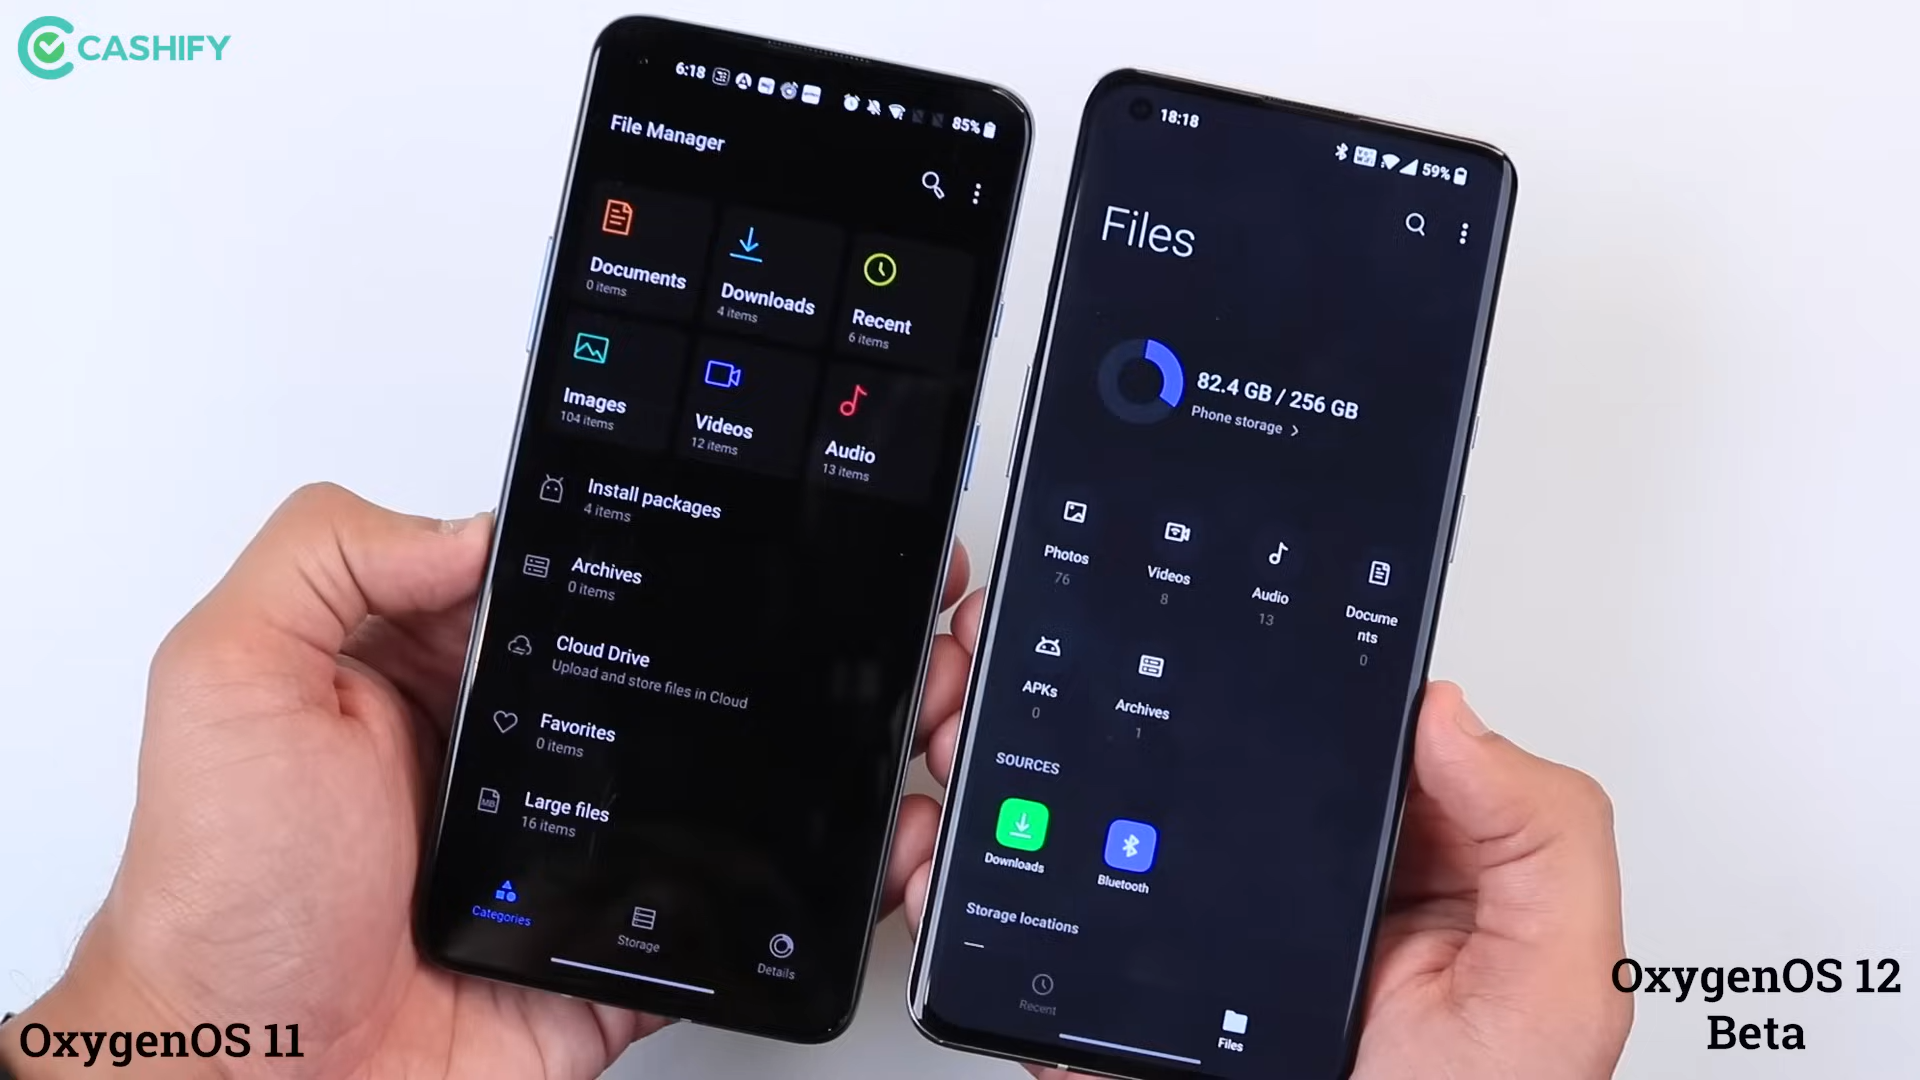 CASHIFY
6:18
85%
File Manager
Documents
0 items
Downloads
4 items
Recent
6 items
Images
104 items
Videos
12 items
Audio
13 items
Install packages
4 items
Archives
0 items
Cloud Drive
Upload and store files in Cloud
Favorites
0 items
MB
Large files
16 items
Categories
Storage
Details
OxygenOS 11
18:18
59%
Files
82.4 GB / 256 GB
Phone storage >
Photos
76
Videos
8
Audio
13
Docume
nts
0
APKs
0
Archives
1
SOURCES
Downloads
Bluetooth
Storage locations
Recent
Files
OxygenOS 12
Beta